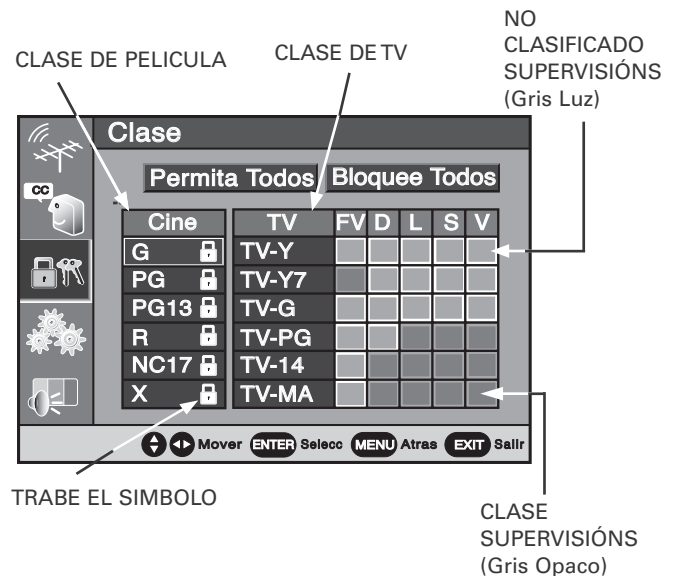 NO
CLASIFICADO
SUPERVISIÓNS
(Gris Luz)
CLASE DE PELICULA
CLASE DE TV
Clase
CC
Permita Todos Bloquee Todos
Cine TV FV D L S V
G TV-Y
PG TV-Y7
PG13 TV-G
R TV-PG
NC17 TV-14
X TV-MA
Mover ENTER Selecc MENU Atras EXIT Salir
TRABE EL SIMBOLO
CLASE
SUPERVISIÓNS
(Gris Opaco)